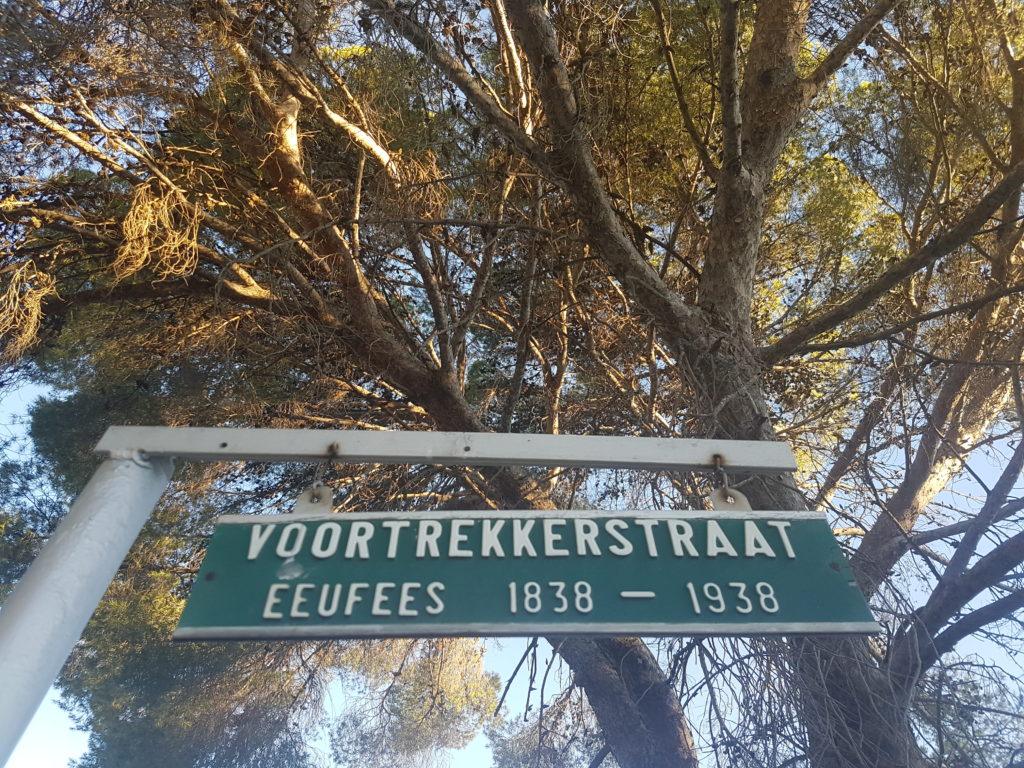 VOORTREKKERSTRAAT
EEUFEES 1838 — 1938